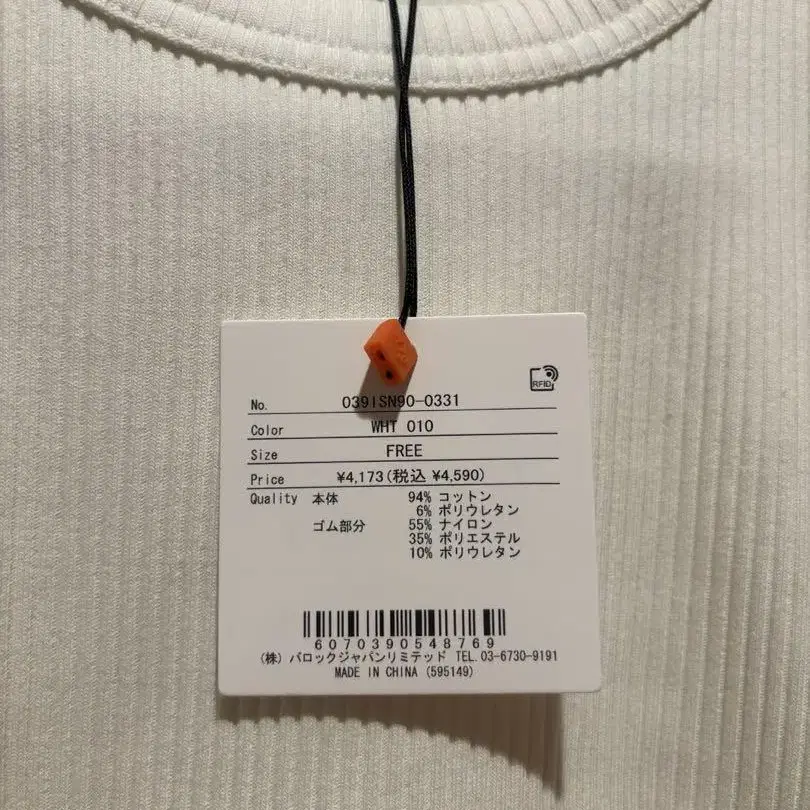 RFID
No. 039ISN90-0331
Color WHT 010
Size FREE
Price ¥4,173(税込 ¥4,590)
Quality 本体 94% コットン
6% ポリウレタン
ゴム部分 55% ナイロン
35% ポリエステル
10% ポリウレタン
6070390548769
(株) バロックジャパンリミテッド TEL.03-6730-9191
MADE IN CHINA (595149)